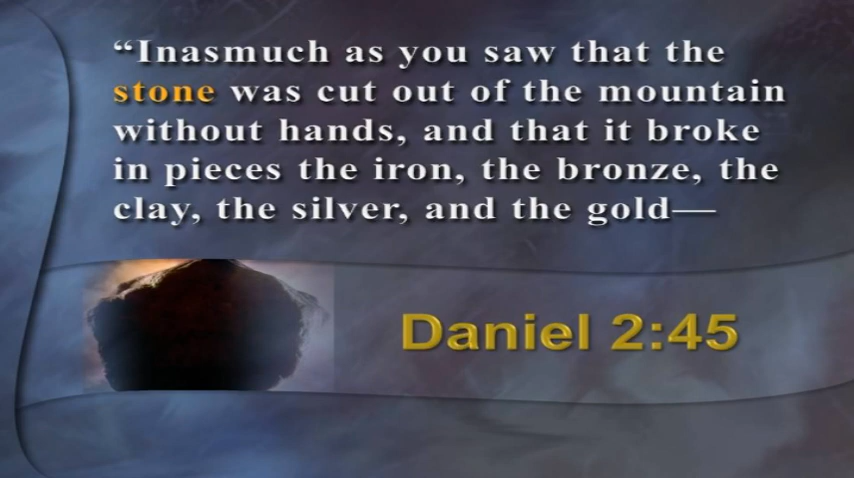 “Inasmuch as you saw that the
stone was cut out of the mountain
without hands, and that it broke
in pieces the iron, the bronze, the
clay, the silver, and the gold—
Daniel 2:45